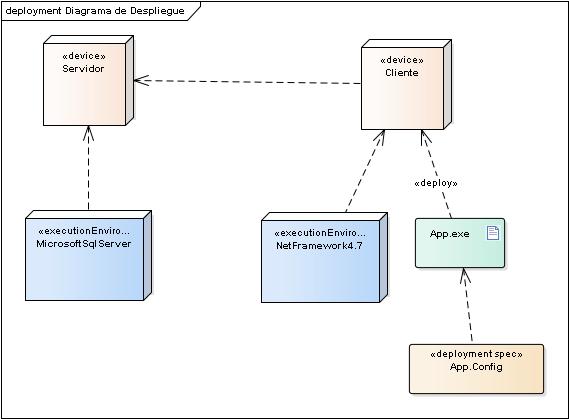 deployment Diagrama de Despliegue
«device»
Servidor
«device»
Cliente
«deploy»
«executionEnviro...
MicrosoftSqlServer
«executionEnviro...
NetFramework4.7
App.exe
«deployment spec»
App.Config